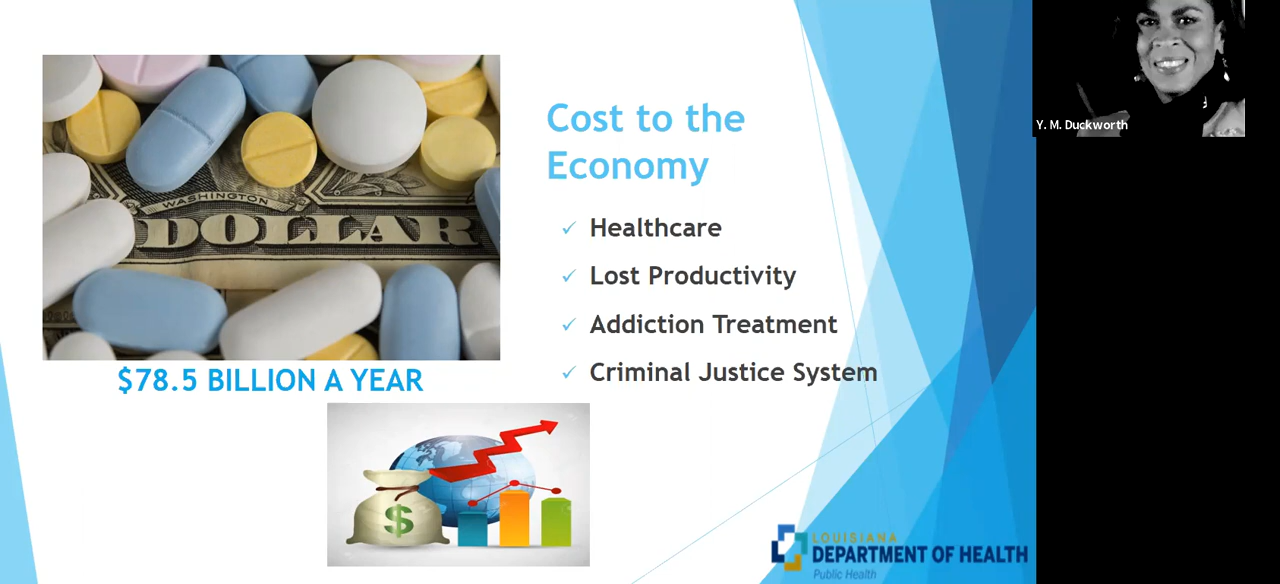 Cost to the
Economy
Healthcare
Lost Productivity
Addiction Treatment
Criminal Justice System
WASHINGTON
DOLLAR
$78.5 BILLION A YEAR
$
LOUISIANA
DEPARTMENT OF HEALTH
Public Health
Y. M. Duckworth